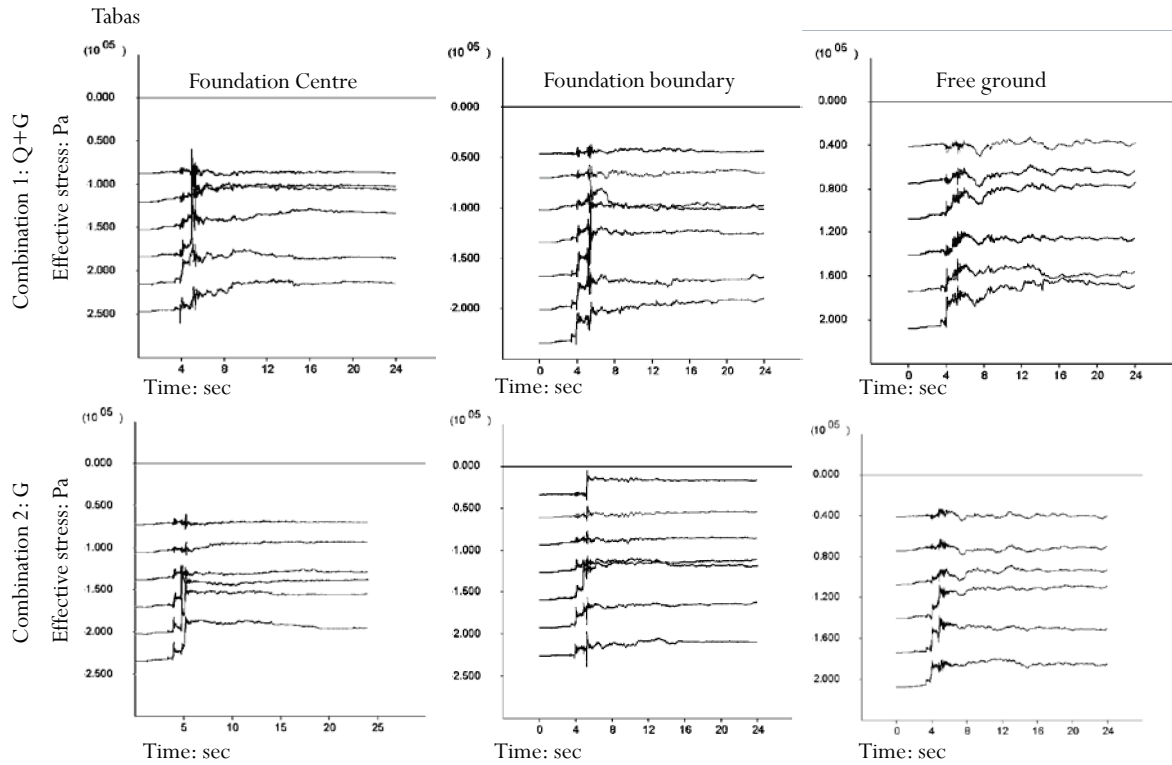 Tabas
(10 05 )
Foundation Centre
0.000
0.500
1.000
1.500
2.000
2.500
4 8 12 16 20 24
Time: sec
(10 05 )
Foundation boundary
0.000
0.500
1.000
1.500
2.000
0 4 8 12 16 20 24
Time: sec
(10 05 )
Free ground
0.000
0.400
0.800
1.200
1.600
2.000
0 4 8 12 16 20 24
Time: sec
Combination 1: Q+G
Effective stress: Pa
(10 05 )
0.000
0.500
1.000
1.500
2.000
2.500
5 10 15 20 25
Time: sec
(10 05 )
0.000
0.500
1.000
1.500
2.000
2.500
0 4 8 12 16 20 24
Time: sec
(10 05 )
0.000
0.400
0.800
1.200
1.600
2.000
0 4 8 12 16 20 24
Time: sec
Combination 2: G
Effective stress: Pa